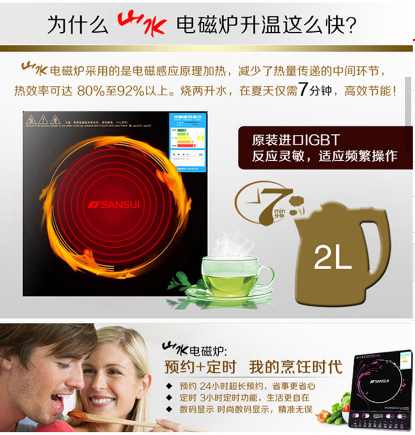 为什么 山水 电磁炉升温这么快?
山水电磁炉采用的是电磁感应原理加热，减少了热量传递的中间环节，
热效率可达 80%至92%以上。烧两升水，在夏天仅需7分钟，高效节能！
原装进口IGBT
反应灵敏，适应频繁操作
SANSUI
7min
分钟
2L
山水电磁炉:
预约+定时 我的烹饪时代
◆ 预约 24小时超长预约，省事更省心
◆ 定时 3小时定时功能，生活更自在
◆ 数码显示 时尚数码显示，精准无误
SANSUI